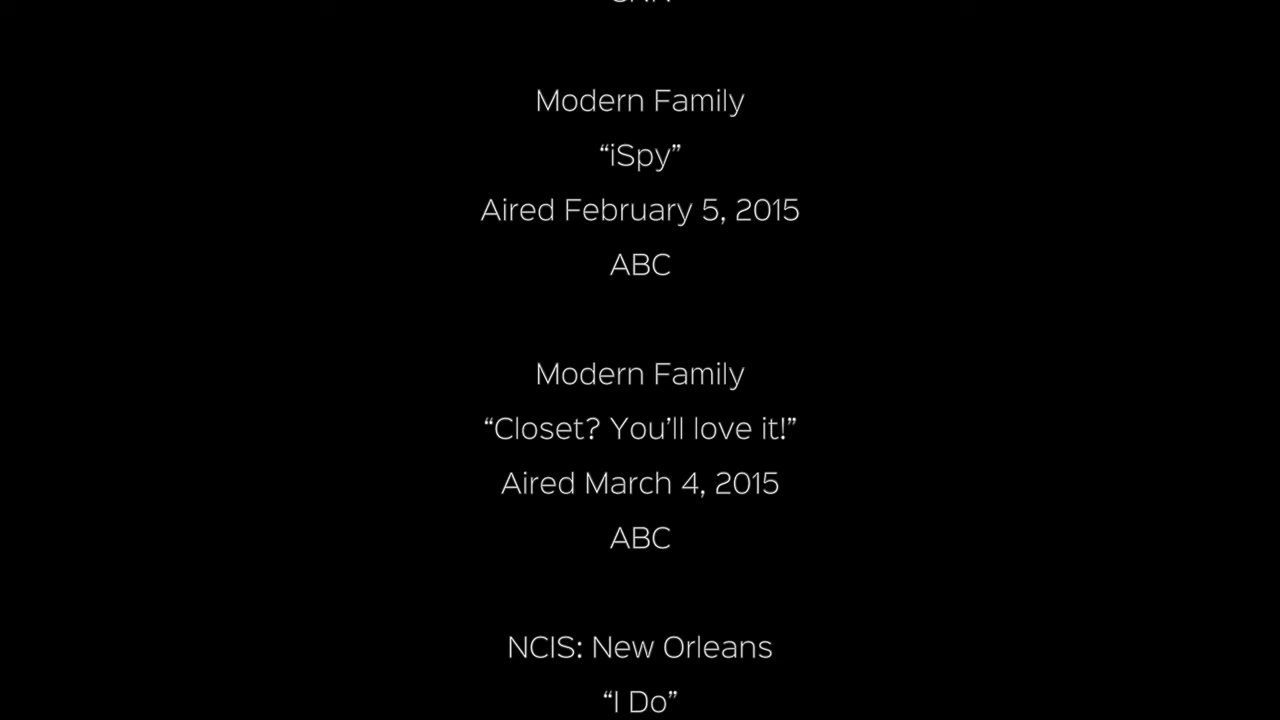 Modern Family
“iSpy”
Aired February 5, 2015
ABC
Modern Family
“Closet? You’ll love it!”
Aired March 4, 2015
ABC
NCIS: New Orleans
“I Do”